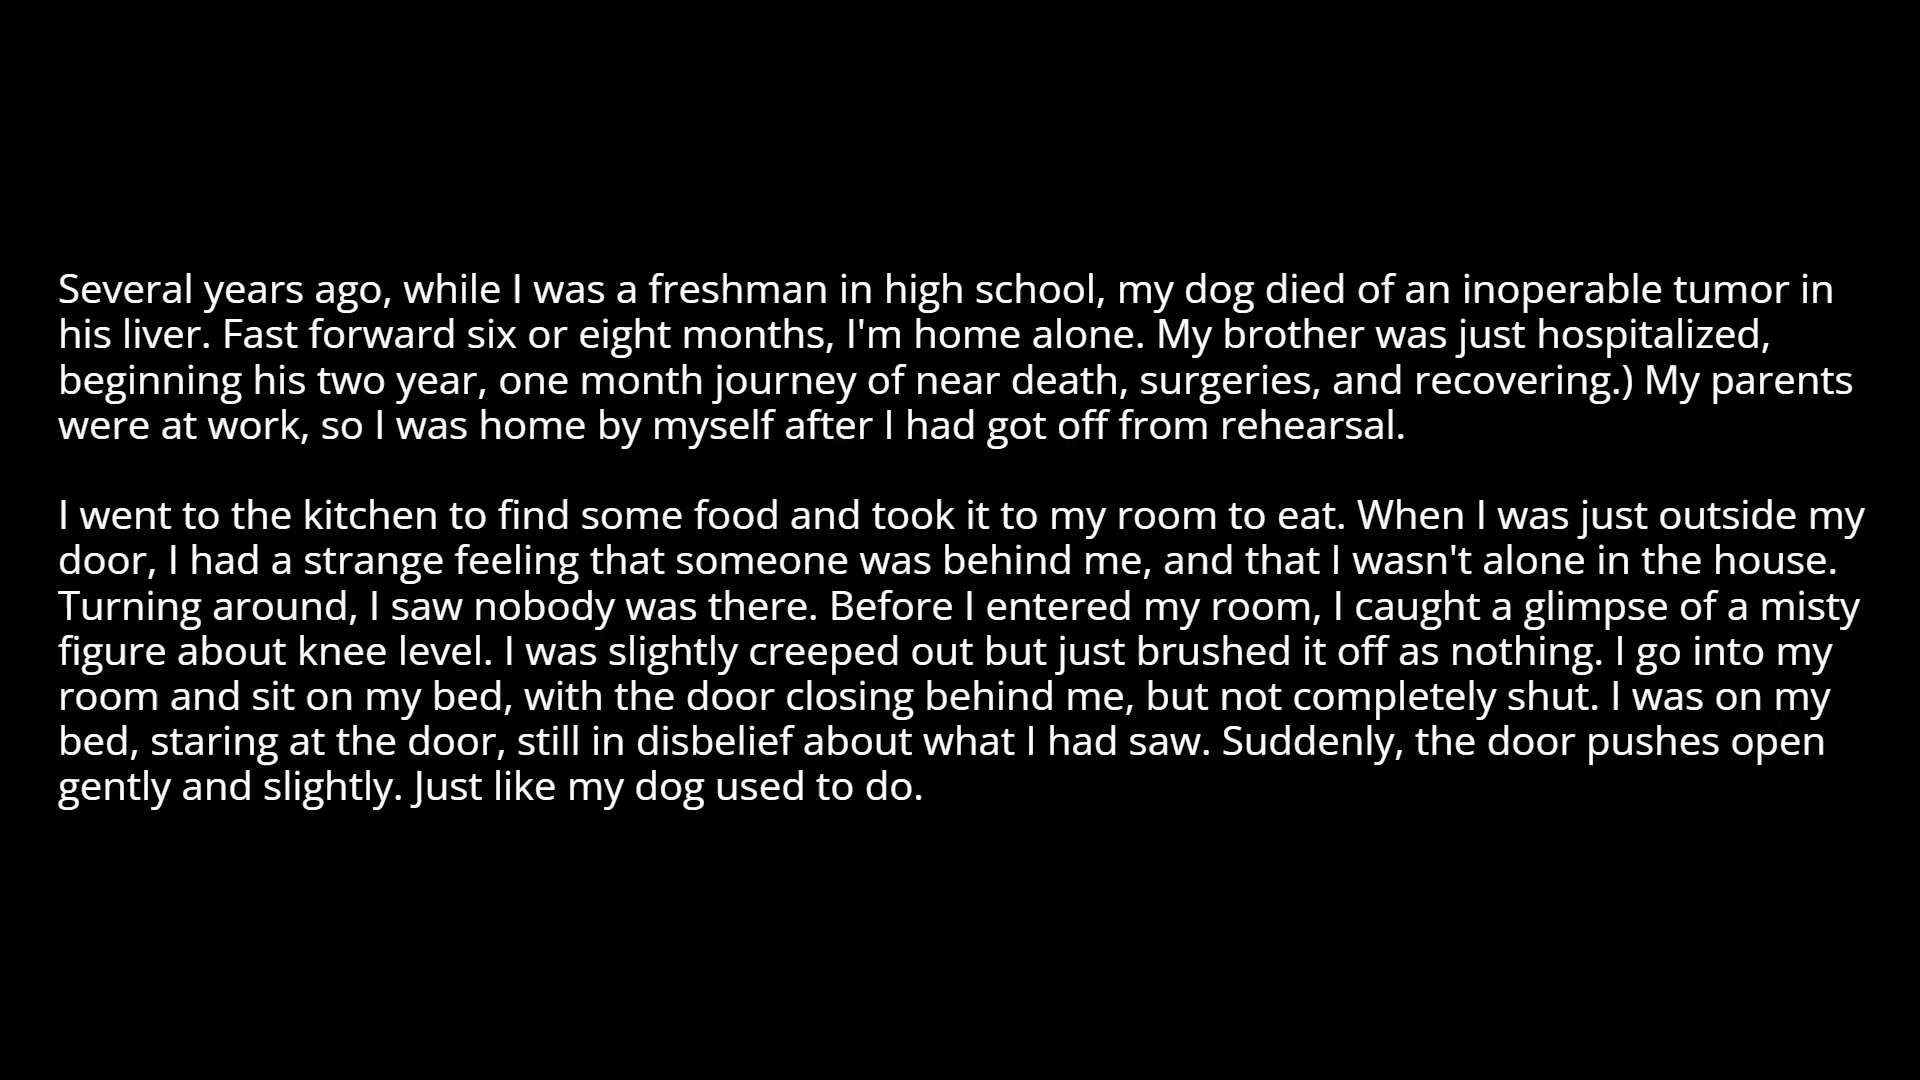 Several years ago, while I was a freshman in high school, my dog died of an inoperable tumor in
his liver. Fast forward six or eight months, I'm home alone. My brother was just hospitalized,
beginning his two year, one month journey of near death, surgeries, and recovering.) My parents
were at work, so I was home by myself after I had got off from rehearsal.
I went to the kitchen to find some food and took it to my room to eat. When I was just outside my
door, I had a strange feeling that someone was behind me, and that I wasn't alone in the house.
Turning around, I saw nobody was there. Before I entered my room, I caught a glimpse of a misty
figure about knee level. I was slightly creeped out but just brushed it off as nothing. I go into my
room and sit on my bed, with the door closing behind me, but not completely shut. I was on my
bed, staring at the door, still in disbelief about what I had saw. Suddenly, the door pushes open
gently and slightly. Just like my dog used to do.